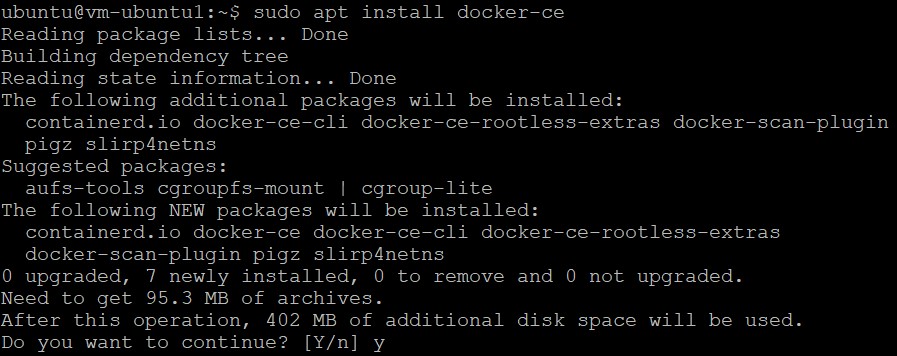 ubuntu@vm-ubuntu1:~$ sudo apt install docker-ce
Reading package lists... Done
Building dependency tree
Reading state information... Done
The following additional packages will be installed:
  containerd.io docker-ce-cli docker-ce-rootless-extras docker-scan-plugin
  pigz slirp4netns
Suggested packages:
  aufs-tools cgroupfs-mount | cgroup-lite
The following NEW packages will be installed:
  containerd.io docker-ce docker-ce-cli docker-ce-rootless-extras
  docker-scan-plugin pigz slirp4netns
0 upgraded, 7 newly installed, 0 to remove and 0 not upgraded.
Need to get 95.3 MB of archives.
After this operation, 402 MB of additional disk space will be used.
Do you want to continue? [Y/n] y